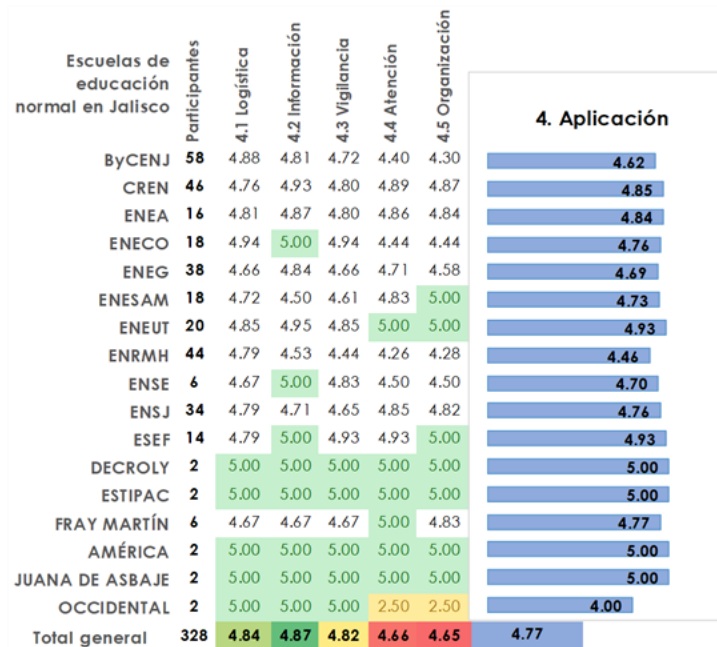 Escuelas de
educación
normal en Jalisco
Participantes
4.1 Logística
4.2 Información
4.3 Vigilancia
4.4 Atención
4.5 Organización
4. Aplicación
ByCENJ 58 4.88 4.81 4.72 4.40 4.30 4.62
CREN 46 4.76 4.93 4.80 4.89 4.87 4.85
ENEA 16 4.81 4.87 4.80 4.86 4.84 4.84
ENECO 18 4.94 5.00 4.94 4.44 4.44 4.76
ENEG 38 4.66 4.84 4.66 4.71 4.58 4.69
ENESAM 18 4.72 4.50 4.61 4.83 5.00 4.73
ENEUT 20 4.85 4.95 4.85 5.00 5.00 4.93
ENRMH 44 4.79 4.53 4.44 4.26 4.28 4.46
ENSE 6 4.67 5.00 4.83 4.50 4.50 4.70
ENSJ 34 4.79 4.71 4.65 4.85 4.82 4.76
ESEF 14 4.79 5.00 4.93 4.93 5.00 4.93
DECROLY 2 5.00 5.00 5.00 5.00 5.00 5.00
ESTIPAC 2 5.00 5.00 5.00 5.00 5.00 5.00
FRAY MARTÍN 6 4.67 4.67 4.67 5.00 4.83 4.77
AMÉRICA 2 5.00 5.00 5.00 5.00 5.00 5.00
JUANA DE ASBAJE 2 5.00 5.00 5.00 5.00 5.00 5.00
OCCIDENTAL 2 5.00 5.00 5.00 2.50 2.50 4.00
Total general 328 4.84 4.87 4.82 4.66 4.65 4.77